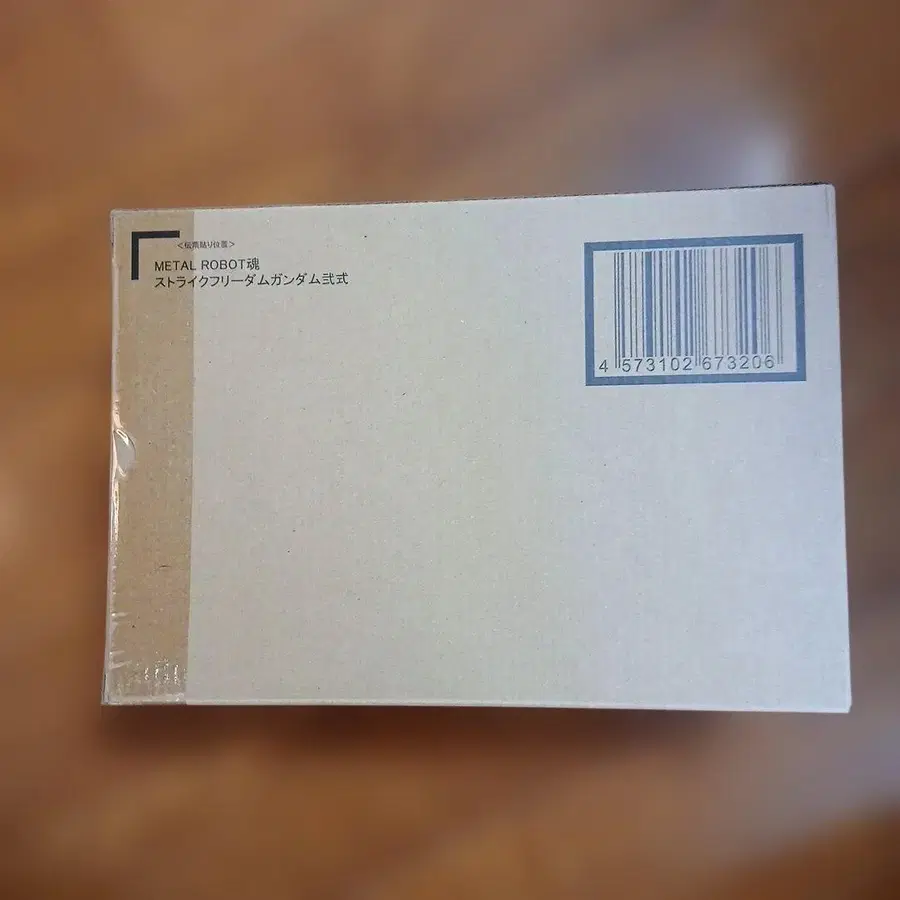 <伝票貼り位置>
METAL ROBOT魂
ストライクフリーダムガンダム弐式
4 573102 673206